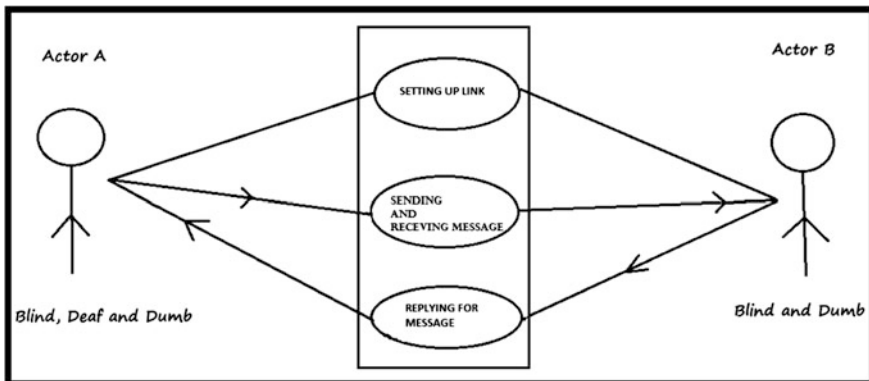 Actor A
Actor B
SETTING UP LINK
SENDING
AND
RECEVING MESSAGE
REPLYING FOR
MESSAGE
Blind, Deaf and Dumb
Blind and Dumb